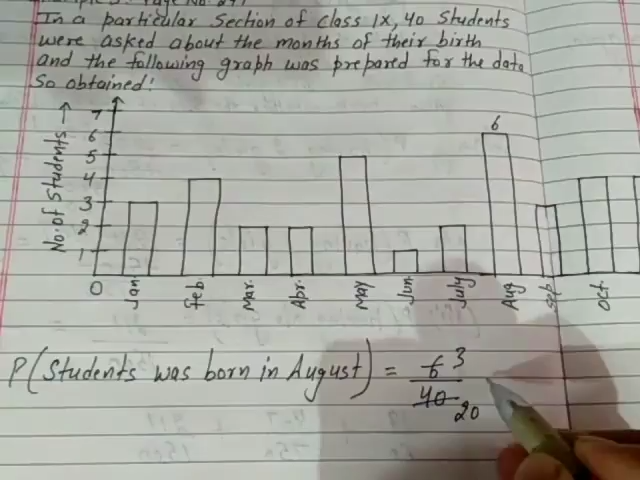 In a particular Section of class IX, 40 Students
were asked about the months of their birth
and the following graph was prepared for the data
So obtained:
No. of Students →
7
6
5
4
3
2
1
0
6
Jan. Feb. Mar. Apr. May Jun. July Aug Sep. Oct.
P(Students was born in August) = 6 3
40 20